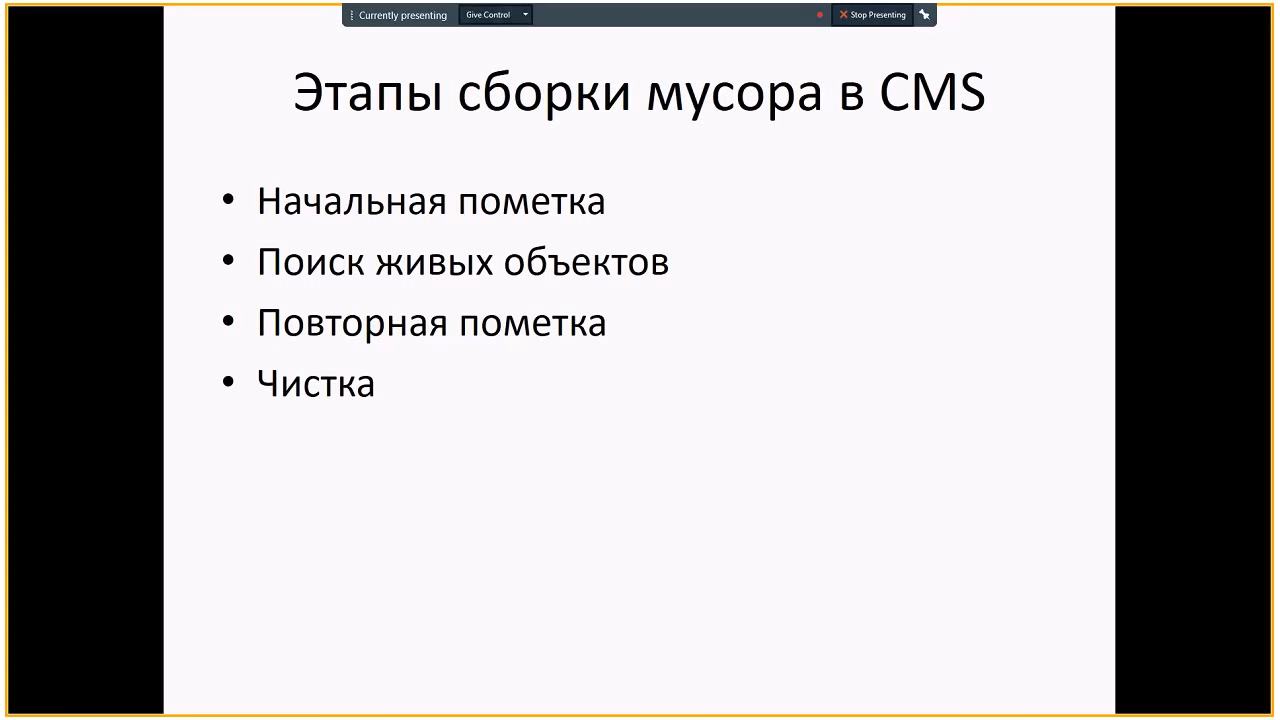 Currently presenting Give Control Stop Presenting
Этапы сборки мусора в CMS
• Начальная пометка
• Поиск живых объектов
• Повторная пометка
• Чистка